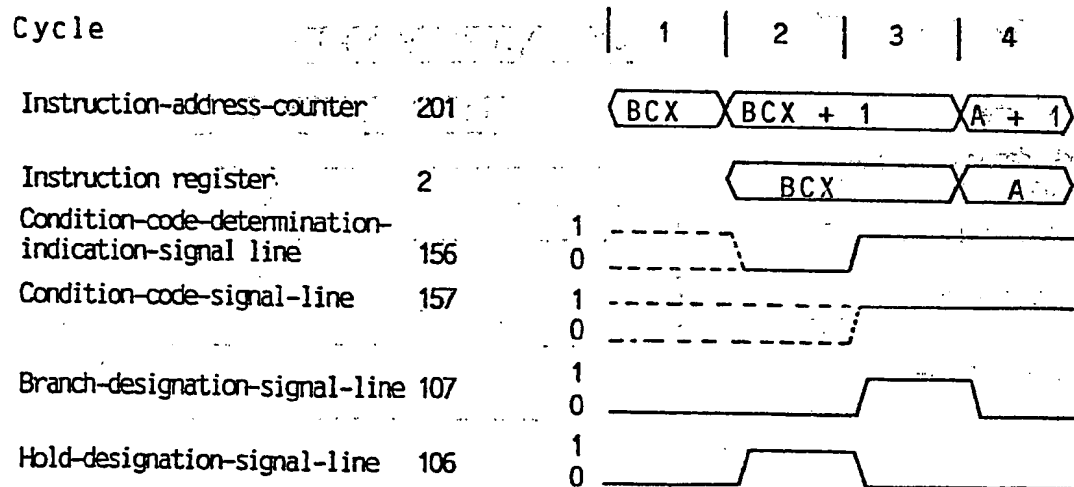 Cycle 1 2 3 4
Instruction-address-counter 201 BCX BCX + 1 A + 1
Instruction register 2 BCX A
Condition-code-determination-
indication-signal line 156 1 0
Condition-code-signal-line 157 1 0
Branch-designation-signal-line 107 1 0
Hold-designation-signal-line 106 1 0